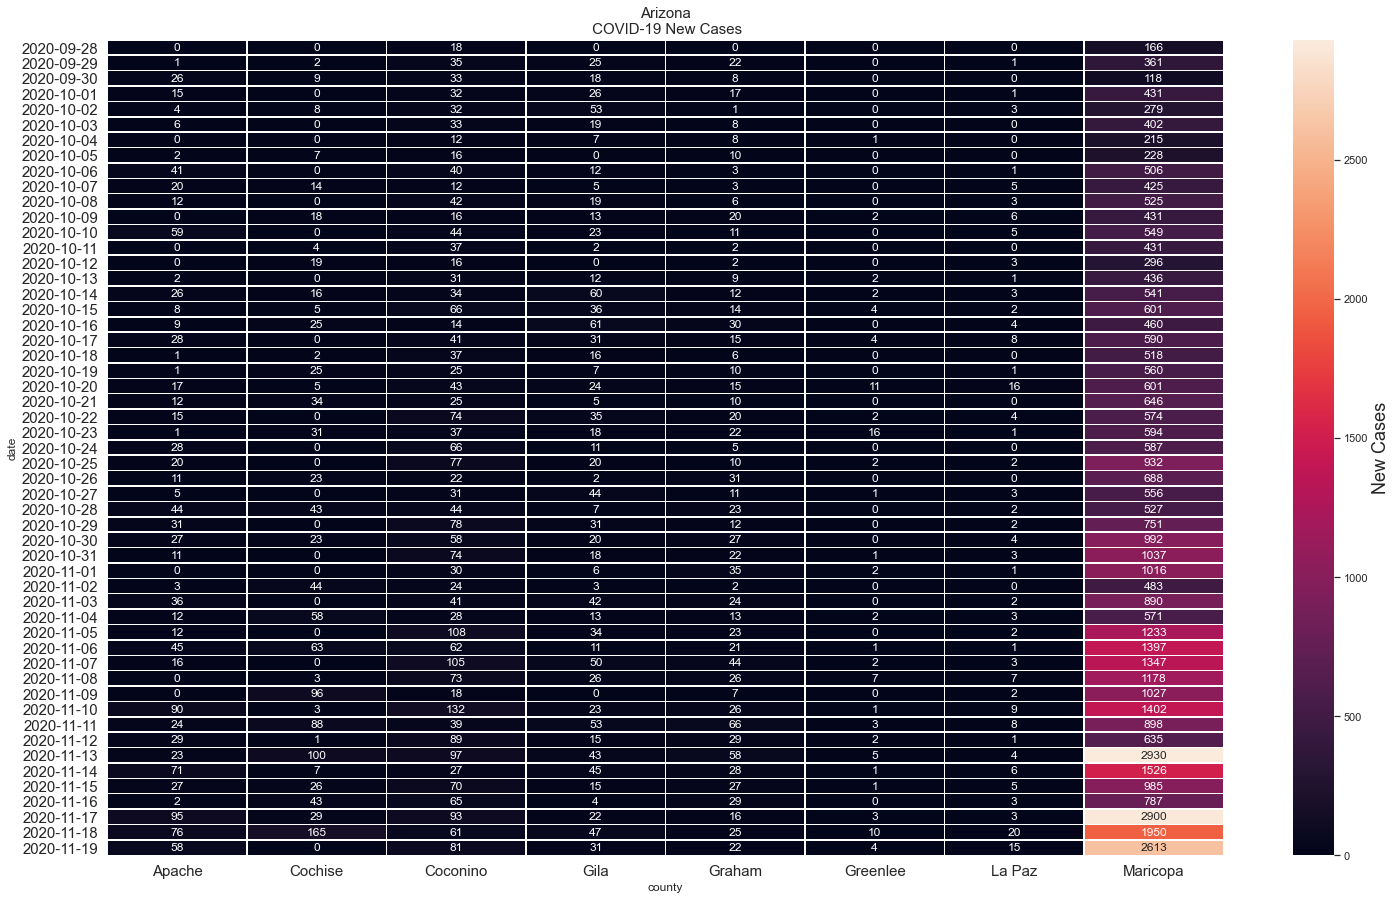 Arizona
COVID-19 New Cases
2020-09-28 0 0 18 0 0 0 0 166
2020-09-29 1 2 35 25 22 0 1 361
2020-09-30 26 9 33 18 8 0 0 118
2020-10-01 15 0 32 26 17 0 1 431
2020-10-02 4 8 32 53 1 0 3 279
2020-10-03 6 0 33 19 8 0 0 402
2020-10-04 0 0 12 7 8 1 0 215
2020-10-05 2 7 16 0 10 0 0 228
2020-10-06 41 0 40 12 3 0 1 506
2020-10-07 20 14 12 5 3 0 5 425
2020-10-08 12 0 42 19 6 0 3 525
2020-10-09 0 18 16 13 20 2 6 431
2020-10-10 59 0 44 23 11 0 5 549
2020-10-11 0 4 37 2 2 0 0 431
2020-10-12 0 19 16 0 2 0 3 296
2020-10-13 2 0 31 12 9 2 1 436
2020-10-14 26 16 34 60 12 2 3 541
2020-10-15 8 5 66 36 14 4 2 601
2020-10-16 9 25 14 61 30 0 4 460
2020-10-17 28 0 41 31 15 4 8 590
2020-10-18 1 2 37 16 6 0 0 518
2020-10-19 1 25 25 7 10 0 1 560
2020-10-20 17 5 43 24 15 11 16 601
2020-10-21 12 34 25 5 10 0 0 646
2020-10-22 15 0 74 35 20 2 4 574
2020-10-23 1 31 37 18 22 16 1 594
2020-10-24 28 0 66 11 5 0 0 587
2020-10-25 20 0 77 20 10 2 2 932
2020-10-26 11 23 22 2 31 0 0 688
2020-10-27 5 0 31 44 11 1 3 556
2020-10-28 44 43 44 7 23 0 2 527
2020-10-29 31 0 78 31 12 0 2 751
2020-10-30 27 23 58 20 27 0 4 992
2020-10-31 11 0 74 18 22 1 3 1037
2020-11-01 0 0 30 6 35 2 1 1016
2020-11-02 3 44 24 3 2 0 0 483
2020-11-03 36 0 41 42 24 0 2 890
2020-11-04 12 58 28 13 13 2 3 571
2020-11-05 12 0 108 34 23 0 2 1233
2020-11-06 45 63 62 11 21 1 1 1397
2020-11-07 16 0 105 50 44 2 3 1347
2020-11-08 0 3 73 26 26 7 7 1178
2020-11-09 0 96 18 0 7 0 2 1027
2020-11-10 90 3 132 23 26 1 9 1402
2020-11-11 24 88 39 53 66 3 8 898
2020-11-12 29 1 89 15 29 2 1 635
2020-11-13 23 100 97 43 58 5 4 2930
2020-11-14 71 7 27 45 28 1 6 1526
2020-11-15 27 26 70 15 27 1 5 985
2020-11-16 2 43 65 4 29 0 3 787
2020-11-17 95 29 93 22 16 3 3 2900
2020-11-18 76 165 61 47 25 10 20 1950
2020-11-19 58 0 81 31 22 4 15 2613
Apache Cochise Coconino Gila Graham Greenlee La Paz Maricopa
county
date
2500
2000
1500
1000
500
0
New Cases